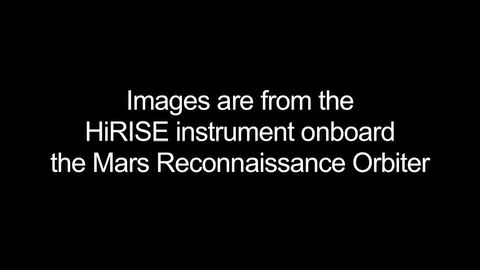 Images are from the
HiRISE instrument onboard
the Mars Reconnaissance Orbiter